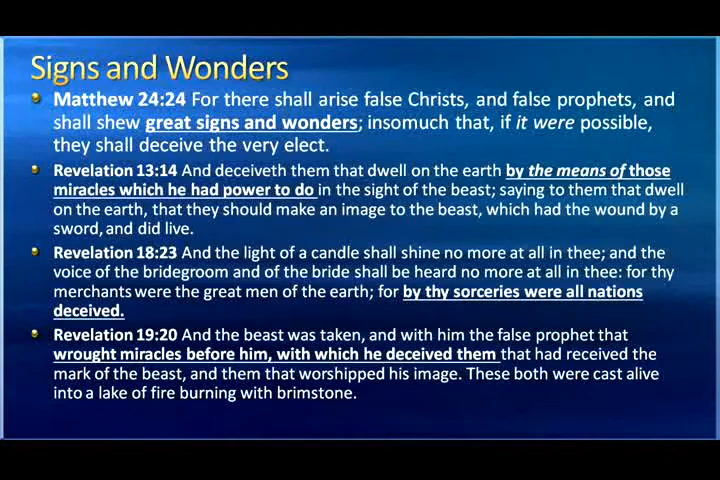 Signs and Wonders
Matthew 24:24 For there shall arise false Christs, and false prophets, and
shall shew great signs and wonders; insomuch that, if it were possible,
they shall deceive the very elect.
Revelation 13:14 And deceiveth them that dwell on the earth by the means of those
miracles which he had power to do in the sight of the beast; saying to them that dwell
on the earth, that they should make an image to the beast, which had the wound by a
sword, and did live.
Revelation 18:23 And the light of a candle shall shine no more at all in thee; and the
voice of the bridegroom and of the bride shall be heard no more at all in thee: for thy
merchants were the great men of the earth; for by thy sorceries were all nations
deceived.
Revelation 19:20 And the beast was taken, and with him the false prophet that
wrought miracles before him, with which he deceived them that had received the
mark of the beast, and them that worshipped his image. These both were cast alive
into a lake of fire burning with brimstone.